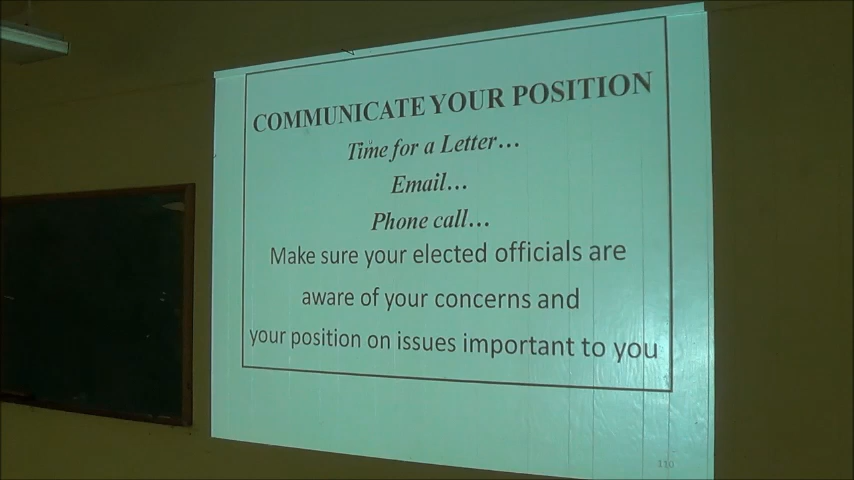 COMMUNICATE YOUR POSITION
Time for a Letter...
Email...
Phone call...
Make sure your elected officials are
aware of your concerns and
your position on issues important to you
110